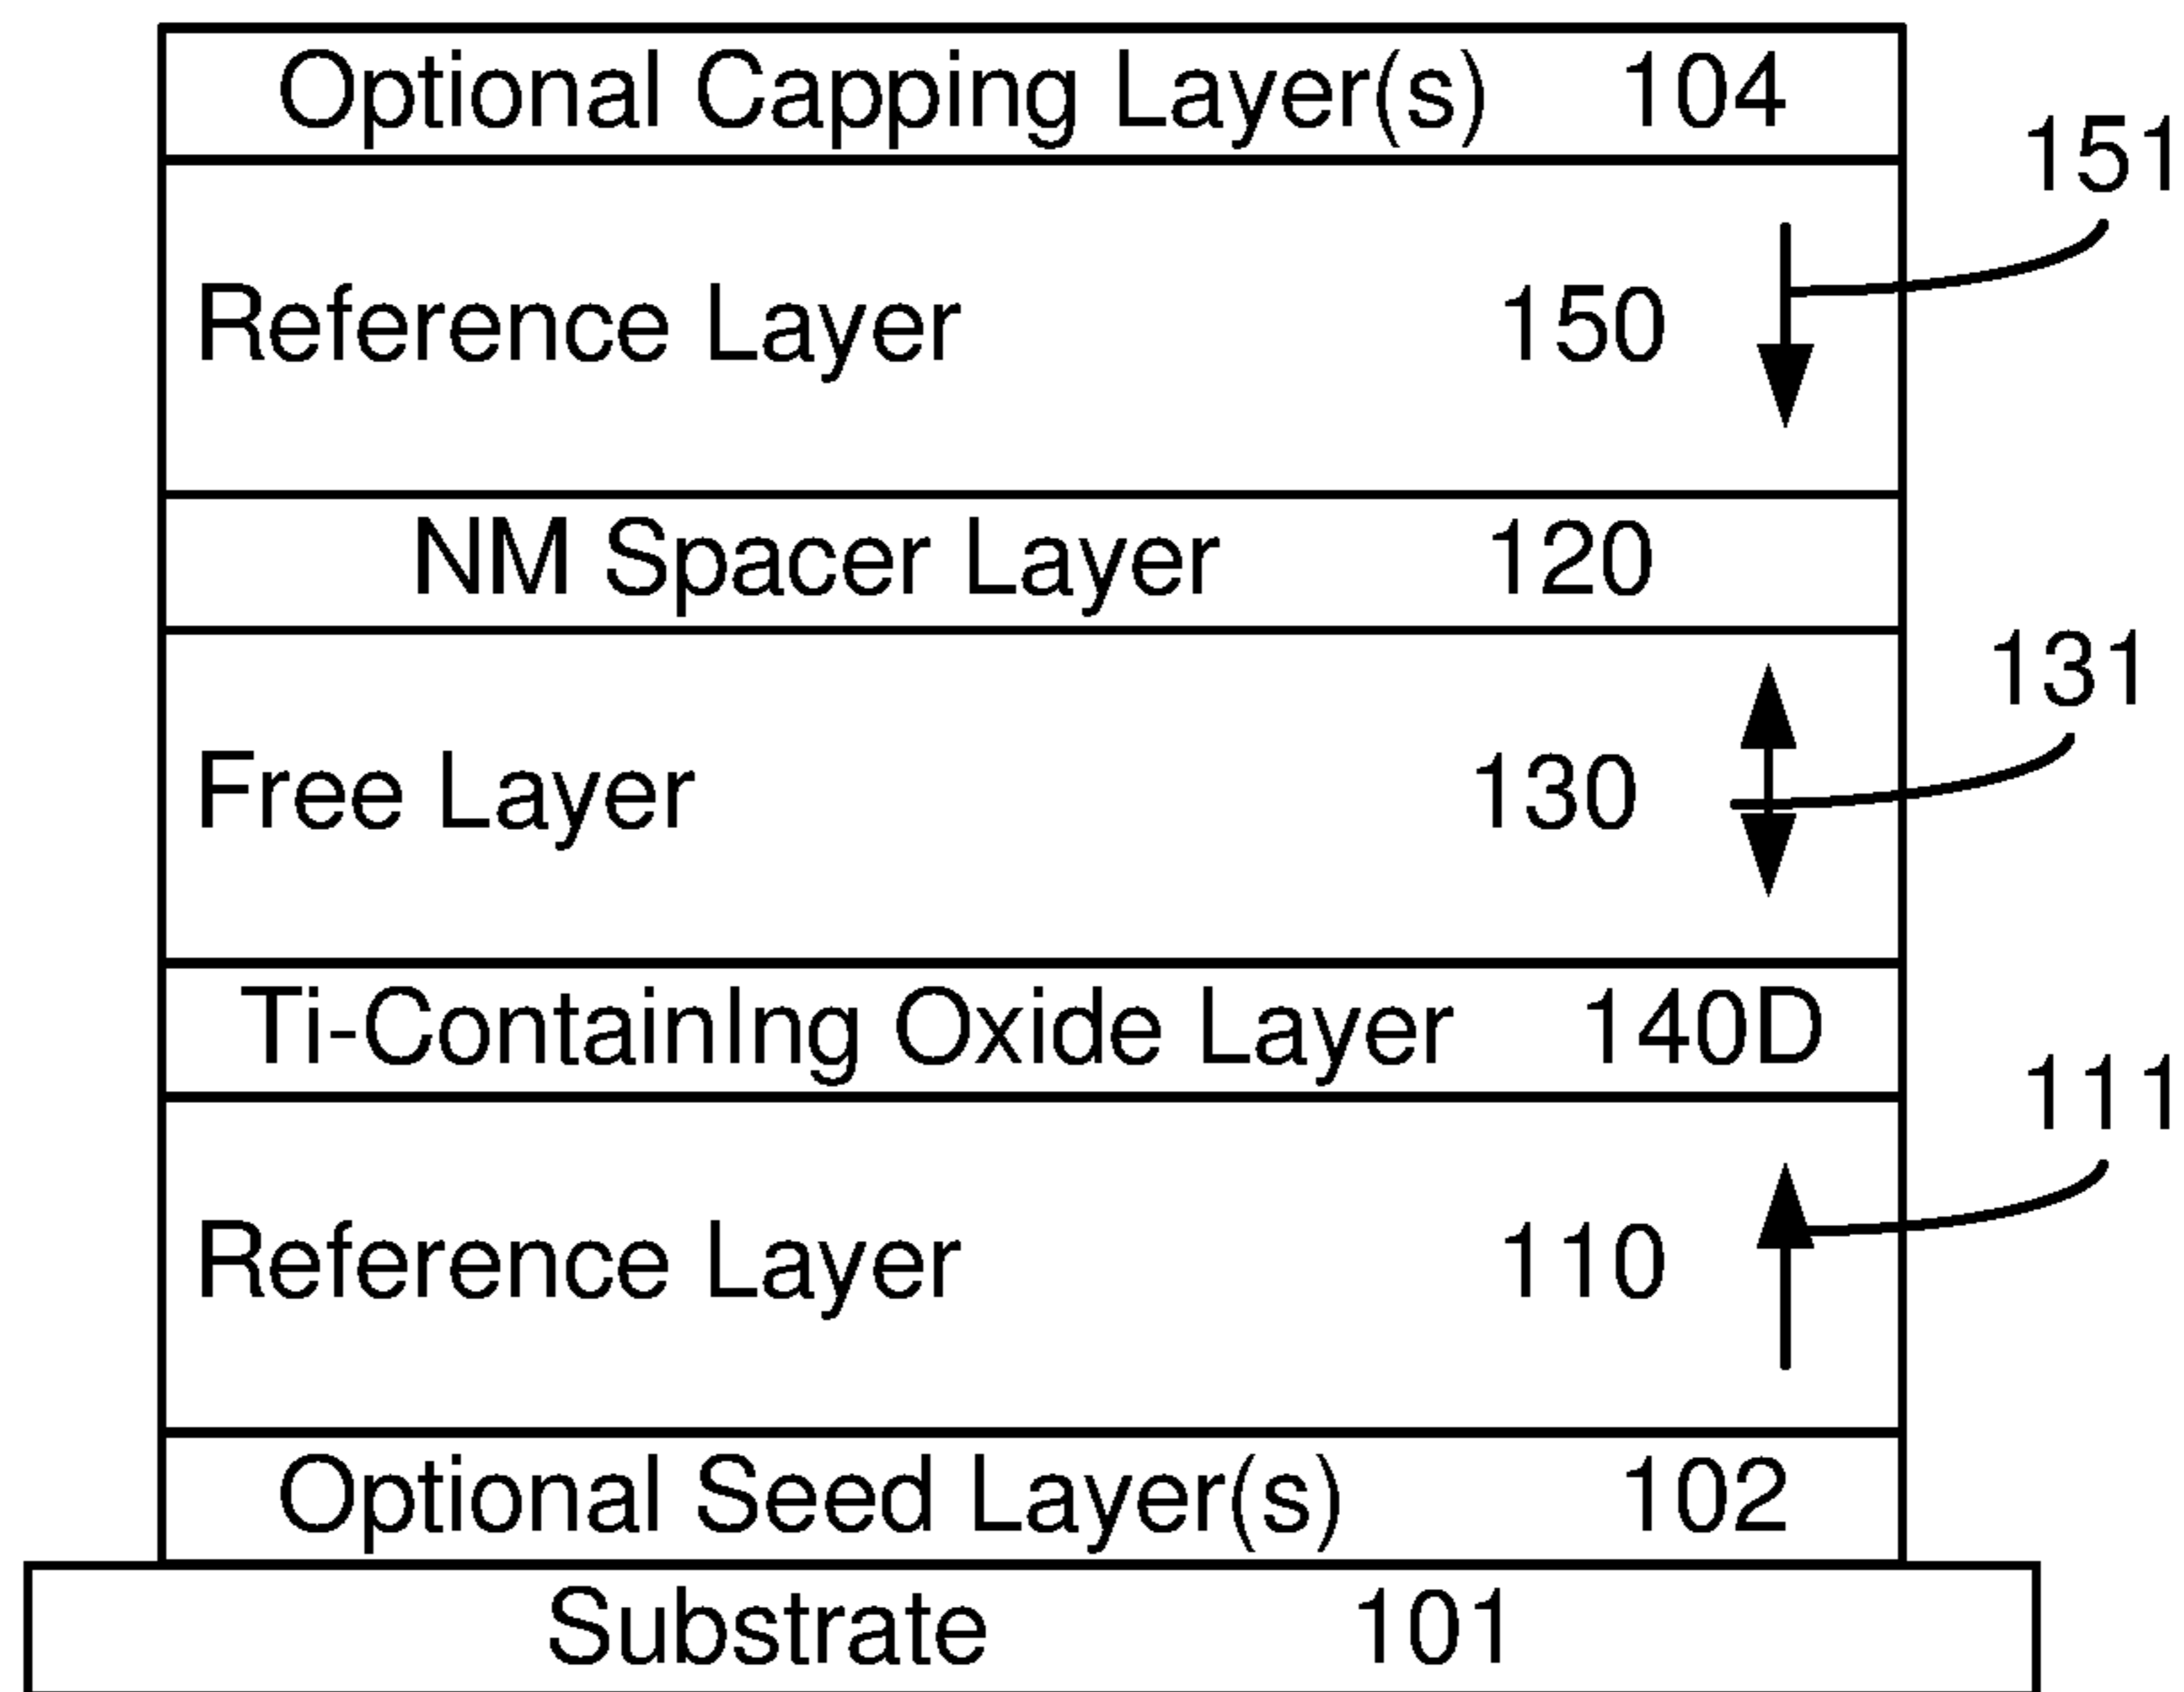 Optional Capping Layer(s) 104
151
Reference Layer 150
NM Spacer Layer 120
131
Free Layer 130
Ti-ContainIng Oxide Layer 140D
111
Reference Layer 110
Optional Seed Layer(s) 102
Substrate 101